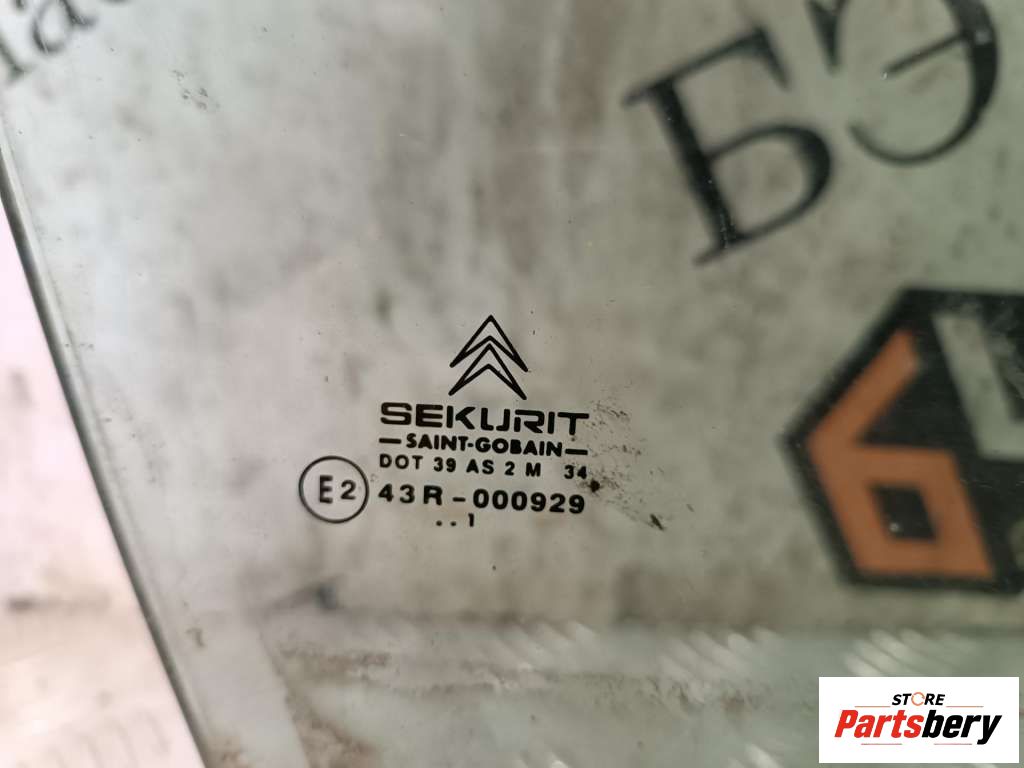 БЭ
SEKURIT
SAINT-GOBAIN
DOT 39 AS 2 M 34
E2 43R-000929
..1
STORE
Partsbery